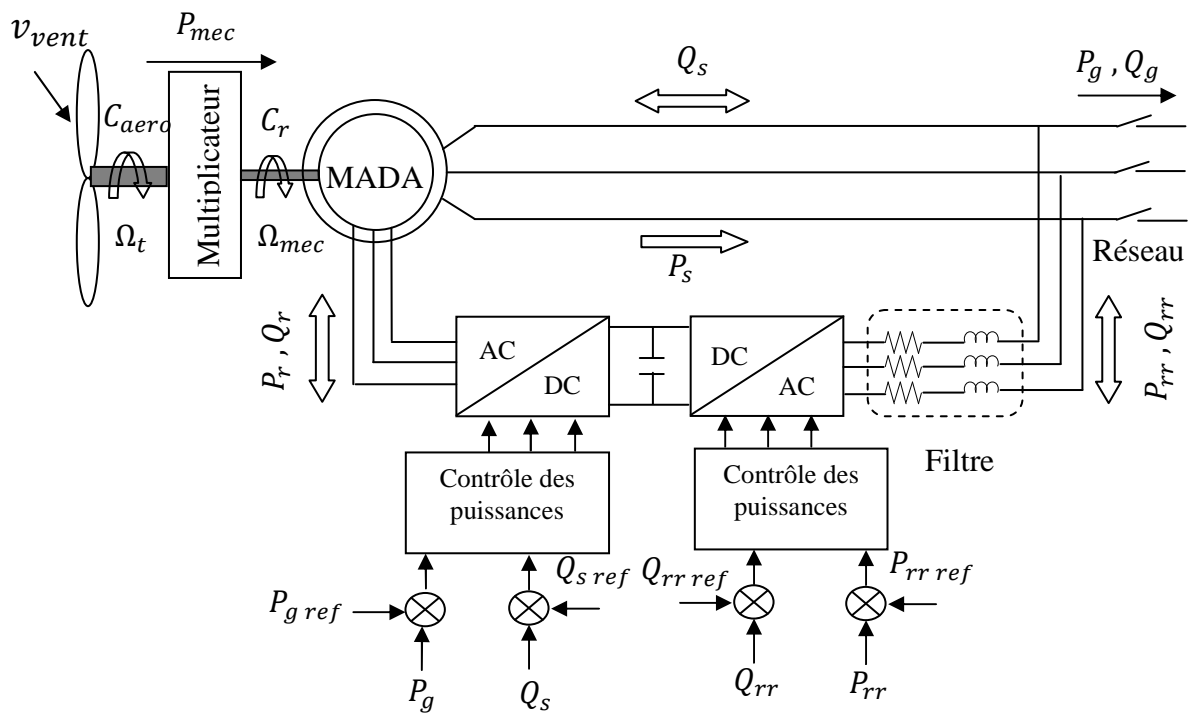 v_vent
P_mec
Q_s
P_g , Q_g
C_aero
Multiplicateur
C_r
MADA
Ω_t
Ω_mec
P_s
Réseau
P_r , Q_r
AC
DC
DC
AC
P_rr , Q_rr
Filtre
Contrôle des
puissances
Contrôle des
puissances
Q_s ref
Q_rr ref
P_rr ref
P_g ref
P_g
Q_s
Q_rr
P_rr